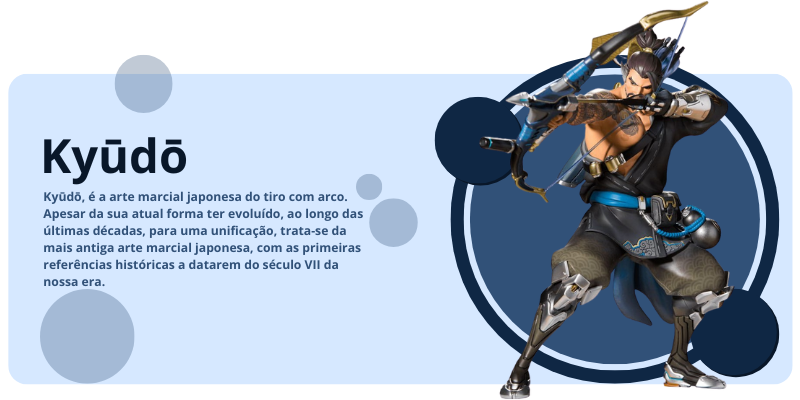 Kyūdō
Kyūdō, é a arte marcial japonesa do tiro com arco.
Apesar da sua atual forma ter evoluído, ao longo das
últimas décadas, para uma unificação, trata-se da
mais antiga arte marcial japonesa, com as primeiras
referências históricas a datarem do século VII da
nossa era.